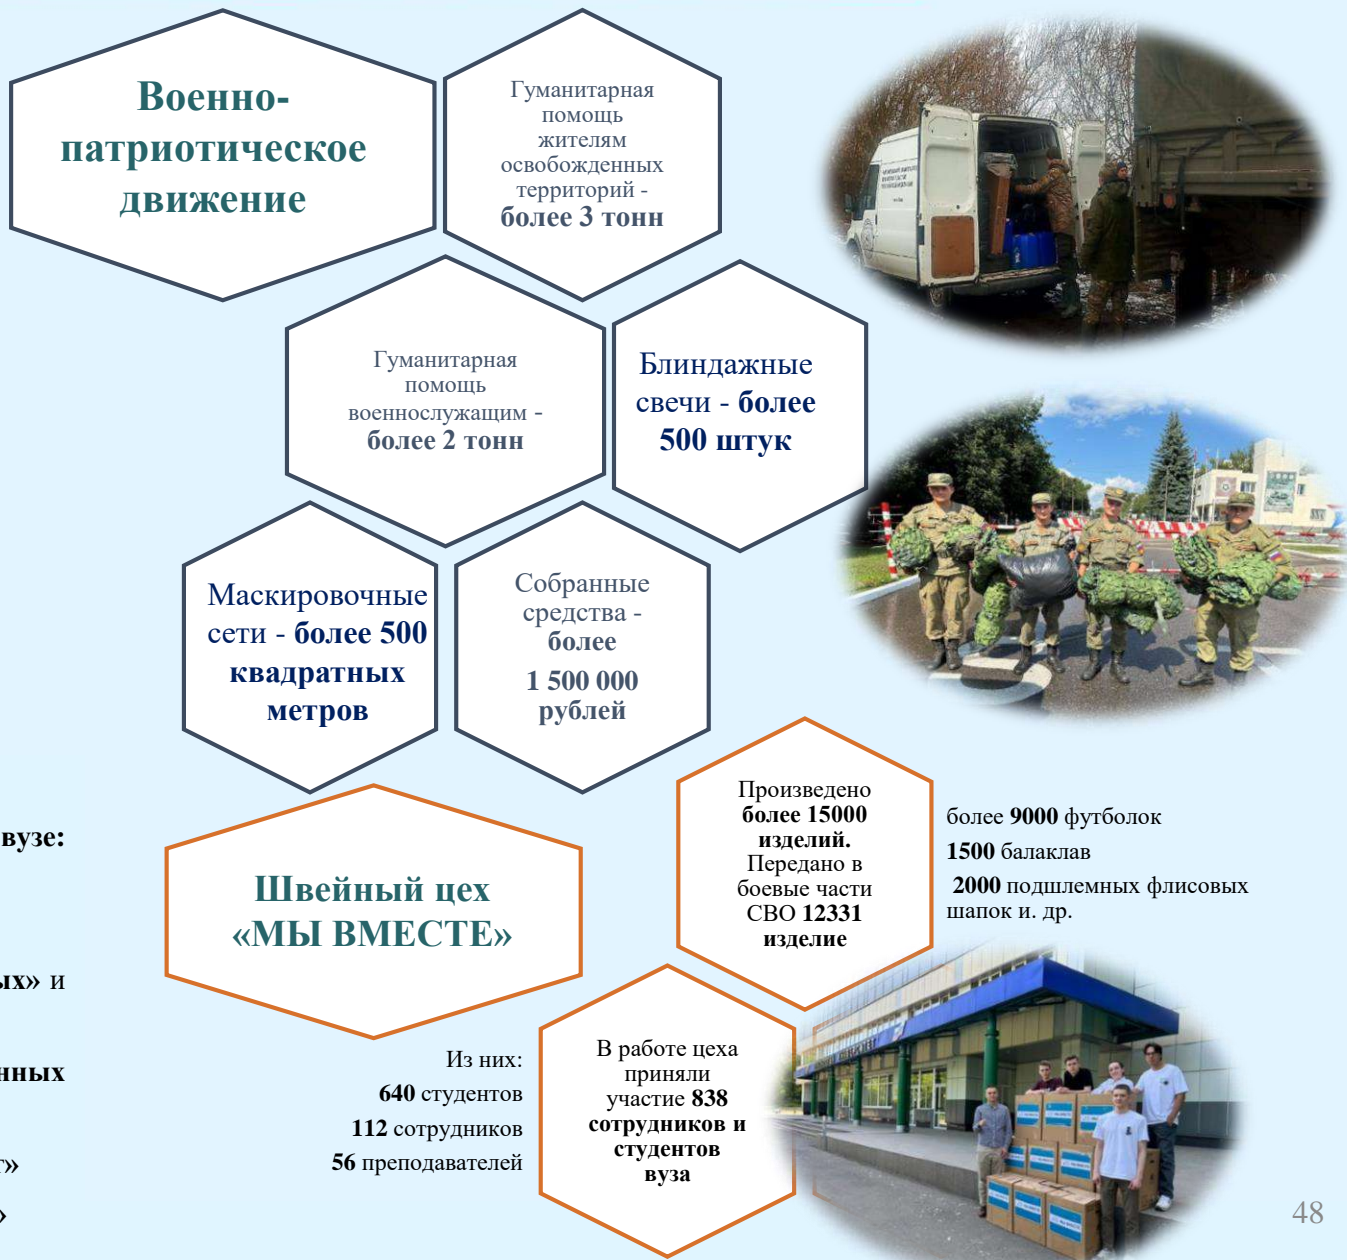 Военно-
патриотическое
движение
Гуманитарная
помощь
жителям
освобожденных
территорий -
более 3 тонн
Гуманитарная
помощь
военнослужащим -
более 2 тонн
Блиндажные
свечи - более
500 штук
Маскировочные
сети - более 500
квадратных
метров
Собранные
средства -
более
1 500 000
рублей
вузе:
ых» и
нных
т»
»
Швейный цех
«МЫ ВМЕСТЕ»
Произведено
более 15000
изделий.
Передано в
боевые части
СВО 12331
изделие
более 9000 футболок
1500 балаклав
2000 подшлемных флисовых
шапок и. др.
Из них:
640 студентов
112 сотрудников
56 преподавателей
В работе цеха
приняли
участие 838
сотрудников и
студентов
вуза
48